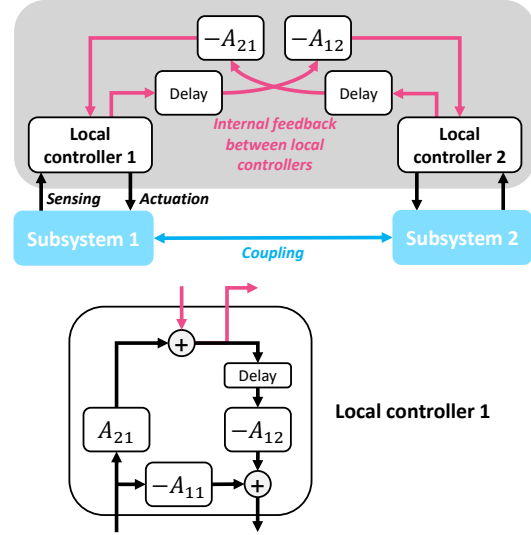 −A₂₁
−A₁₂
Delay
Delay
Internal feedback
between local
controllers
Local
controller 1
Local
controller 2
Sensing
Actuation
Subsystem 1
Subsystem 2
Coupling
+
Delay
Local controller 1
A₂₁
−A₁₂
−A₁₁
+